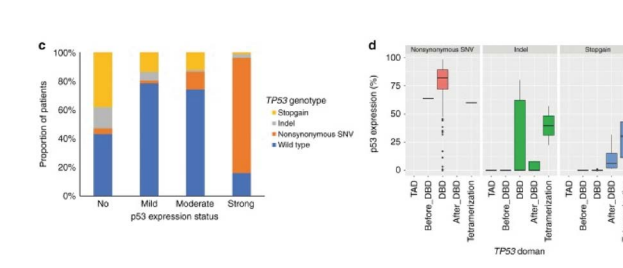 c
100%
80%
60%
40%
20%
0%
Proportion of patients
No Mild Moderate Strong
p53 expression status
TP53 genotype
Stopgain
Indel
Nonsynonymous SNV
Wild type
d
Nonsynonymous SNV Indel Stopgain
100
75
50
25
0
p53 expression (%)
TAD Before_DBD DBD After_DBD Tetramerization
TAD Before_DBD DBD After_DBD Tetramerization
TAD Before_DBD DBD After_DBD
TP53 domain